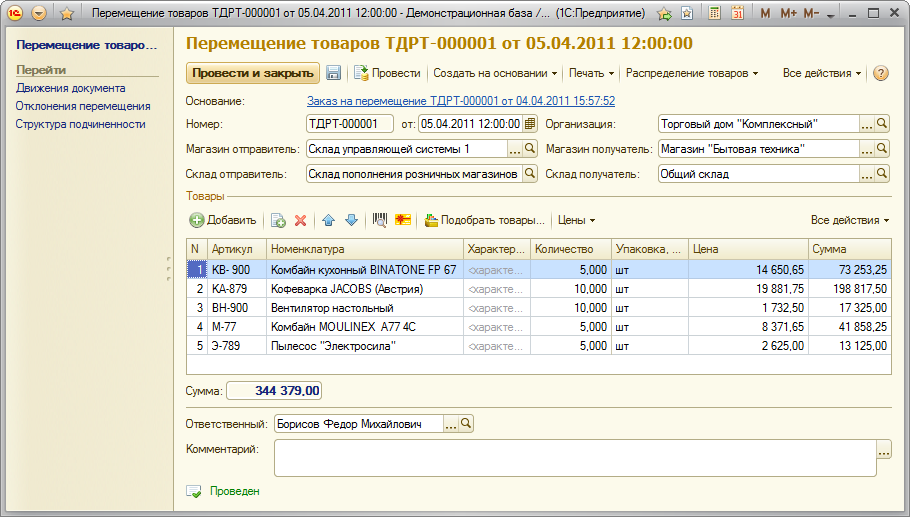 Перемещение товаров ТДРТ-000001 от 05.04.2011 12:00:00 - Демонстрационная база /... (1С:Предприятие) 31 M M+ M-
Перемещение товаро...
Перейти
Движения документа
Отклонения перемещения
Структура подчиненности
Перемещение товаров ТДРТ-000001 от 05.04.2011 12:00:00
Провести и закрыть Провести Создать на основании Печать Распределение товаров Все действия ?
Основание: Заказ на перемещение ТДРТ-000001 от 04.04.2011 15:57:52
Номер: ТДРТ-000001 от: 05.04.2011 12:00:00 Организация: Торговый дом "Комплексный" ...
Магазин отправитель: Склад управляющей системы 1 ... Магазин получатель: Магазин "Бытовая техника" ...
Склад отправитель: Склад пополнения розничных магазинов Склад получатель: Общий склад ...
Товары
Добавить Подобрать товары... Цены Все действия
N Артикул Номенклатура Характер... Количество Упаковка, ... Цена Сумма
1 КВ- 900 Комбайн кухонный BINATONE FP 67 <характе... 5,000 шт 14 650,65 73 253,25
2 КА-879 Кофеварка JACOBS (Австрия) <характе... 10,000 шт 19 881,75 198 817,50
3 ВН-900 Вентилятор настольный <характе... 10,000 шт 1 732,50 17 325,00
4 М-77 Комбайн MOULINEX А77 4С <характе... 5,000 шт 8 371,65 41 858,25
5 Э-789 Пылесос "Электросила" <характе... 5,000 шт 2 625,00 13 125,00
Сумма: 344 379,00
Ответственный: Борисов Федор Михайлович ...
Комментарий: ...
Проведен